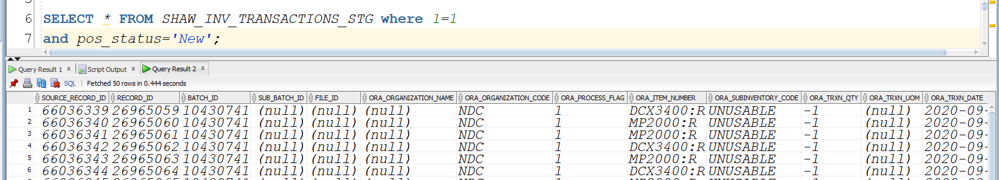 6 SELECT * FROM SHAW_INV_TRANSACTIONS_STG where 1=1
7 and pos_status='New';
Query Result 1 x Script Output x Query Result 2 x
SQL | Fetched 50 rows in 0.444 seconds
SOURCE_RECORD_ID RECORD_ID BATCH_ID SUB_BATCH_ID FILE_ID ORA_ORGANIZATION_NAME ORA_ORGANIZATION_CODE ORA_PROCESS_FLAG ORA_ITEM_NUMBER ORA_SUBINVENTORY_CODE ORA_TRXN_QTY ORA_TRXN_UOM ORA_TRXN_DATE
1 66036339 26965059 10430741 (null) (null) (null) NDC 1 DCX3400:R UNUSABLE -1 (null) 2020-09-
2 66036340 26965060 10430741 (null) (null) (null) NDC 1 MP2000:R UNUSABLE -1 (null) 2020-09-
3 66036341 26965061 10430741 (null) (null) (null) NDC 1 MP2000:R UNUSABLE -1 (null) 2020-09-
4 66036342 26965062 10430741 (null) (null) (null) NDC 1 DCX3400:R UNUSABLE -1 (null) 2020-09-
5 66036343 26965063 10430741 (null) (null) (null) NDC 1 MP2000:R UNUSABLE -1 (null) 2020-09-
6 66036344 26965064 10430741 (null) (null) (null) NDC 1 DCX3400:R UNUSABLE -1 (null) 2020-09-